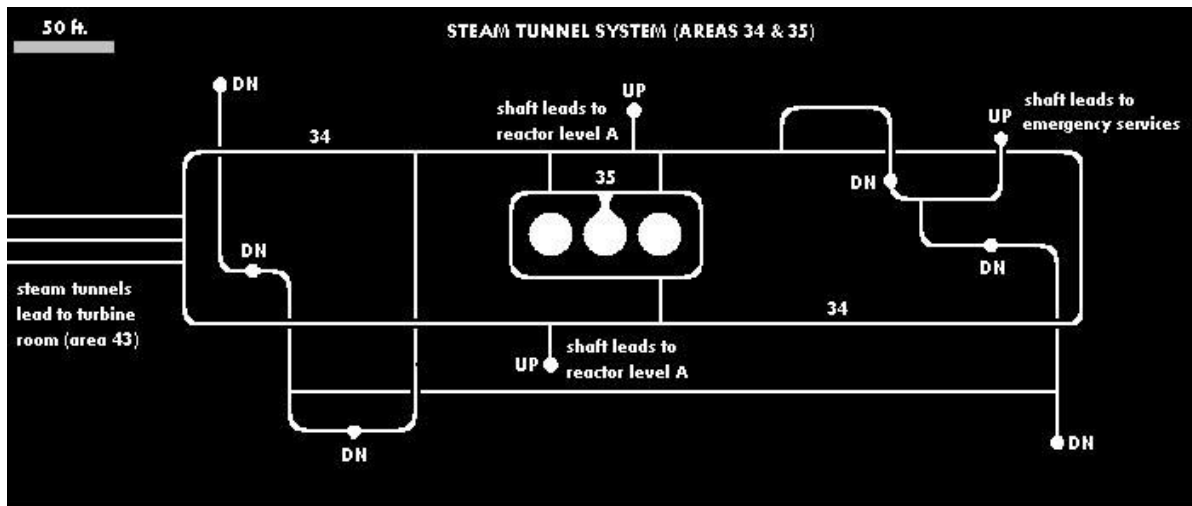 50 ft.
STEAM TUNNEL SYSTEM (AREAS 34 & 35)
DN
UP
shaft leads to
reactor level A
34
UP
shaft leads to
emergency services
35
DN
DN
DN
steam tunnels
lead to turbine
room (area 43)
34
UP
shaft leads to
reactor level A
DN
DN